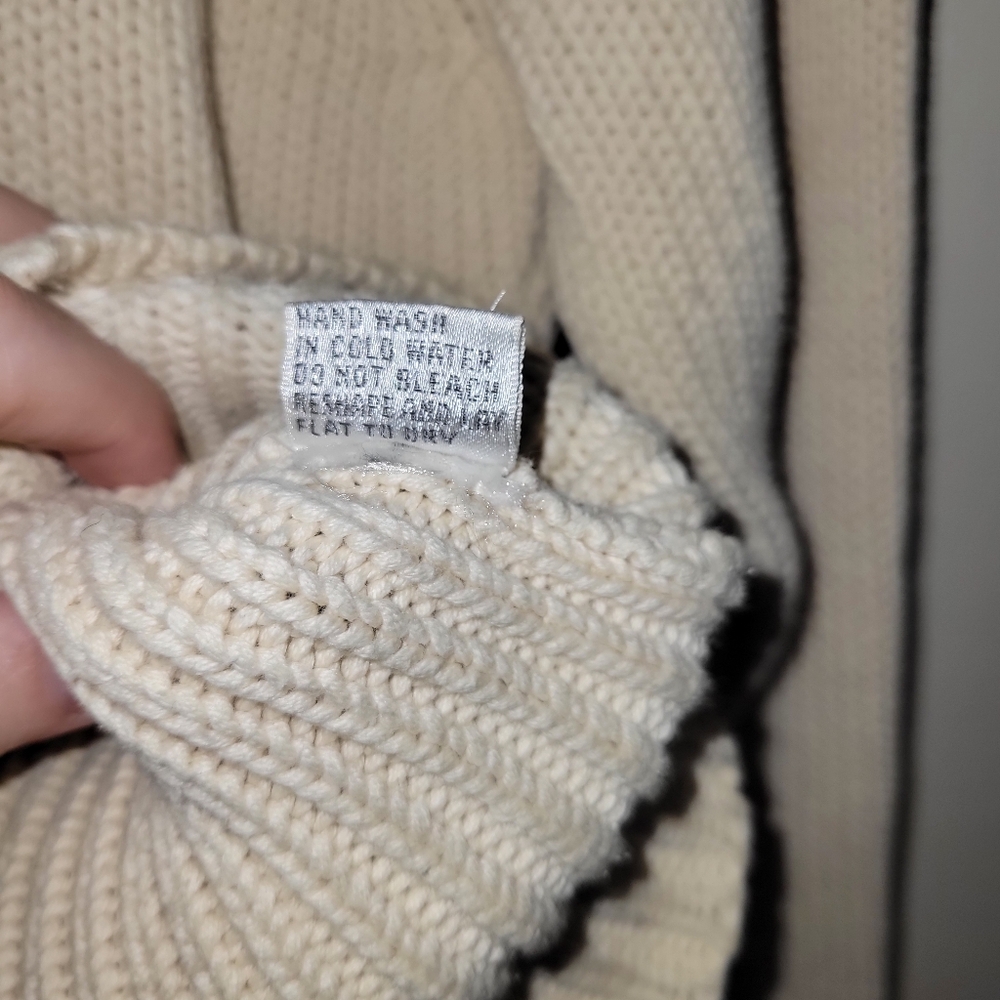 HAND WASH
IN COLD WATER
DO NOT BLEACH
RESHAPE AND LAY
FLAT TO DRY